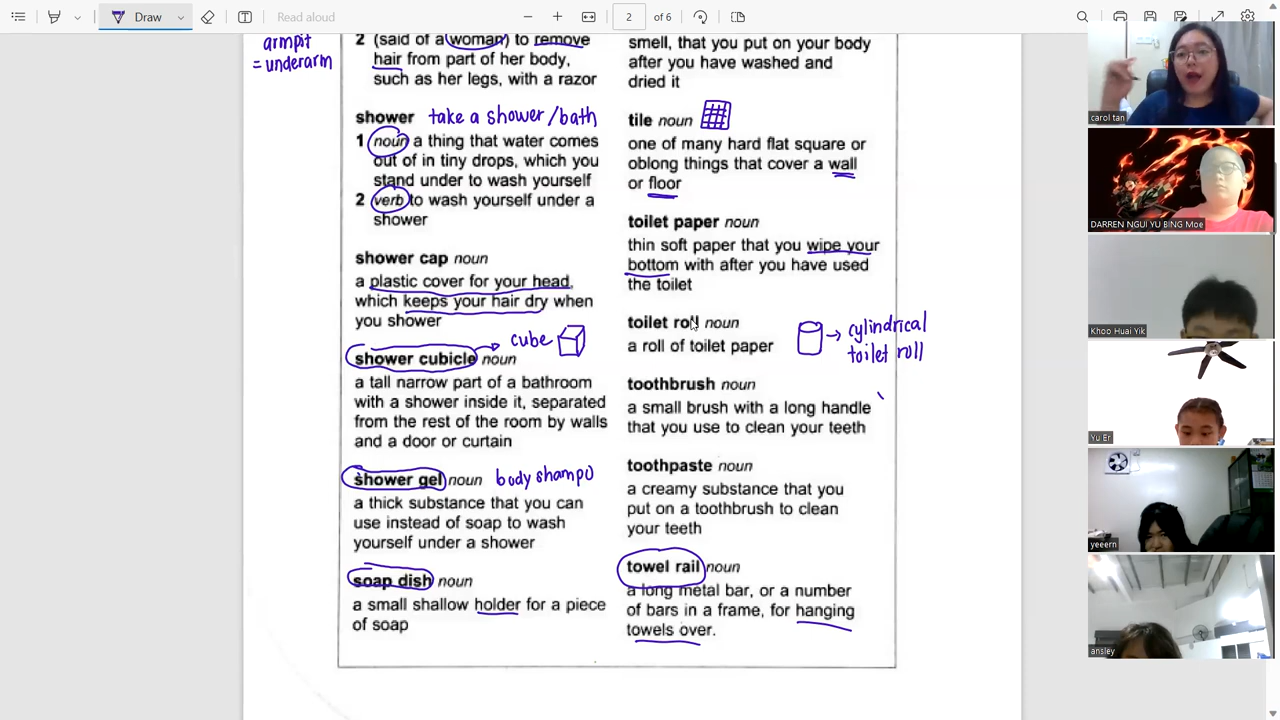 Draw
Read aloud
2
of 6
armpit
= underarm
2 (said of a woman) to remove
hair from part of her body,
such as her legs, with a razor
shower take a shower/bath
1 noun a thing that water comes
out of in tiny drops, which you
stand under to wash yourself
2 verb to wash yourself under a
shower
shower cap noun
a plastic cover for your head,
which keeps your hair dry when
you shower
cube
shower cubicle noun
a tall narrow part of a bathroom
with a shower inside it, separated
from the rest of the room by walls
and a door or curtain
shower gel noun body shampo
a thick substance that you can
use instead of soap to wash
yourself under a shower
soap dish noun
a small shallow holder for a piece
of soap
smell, that you put on your body
after you have washed and
dried it
tile noun
one of many hard flat square or
oblong things that cover a wall
or floor
toilet paper noun
thin soft paper that you wipe your
bottom with after you have used
the toilet
toilet roll noun
a roll of toilet paper
cylindrical
toilet roll
toothbrush noun
a small brush with a long handle
that you use to clean your teeth
toothpaste noun
a creamy substance that you
put on a toothbrush to clean
your teeth
towel rail noun
a long metal bar, or a number
of bars in a frame, for hanging
towels over.
carol tan
DARREN NGUI YU BING Moe
Khoo Huai Yik
Yu Er
yeeern
ansley